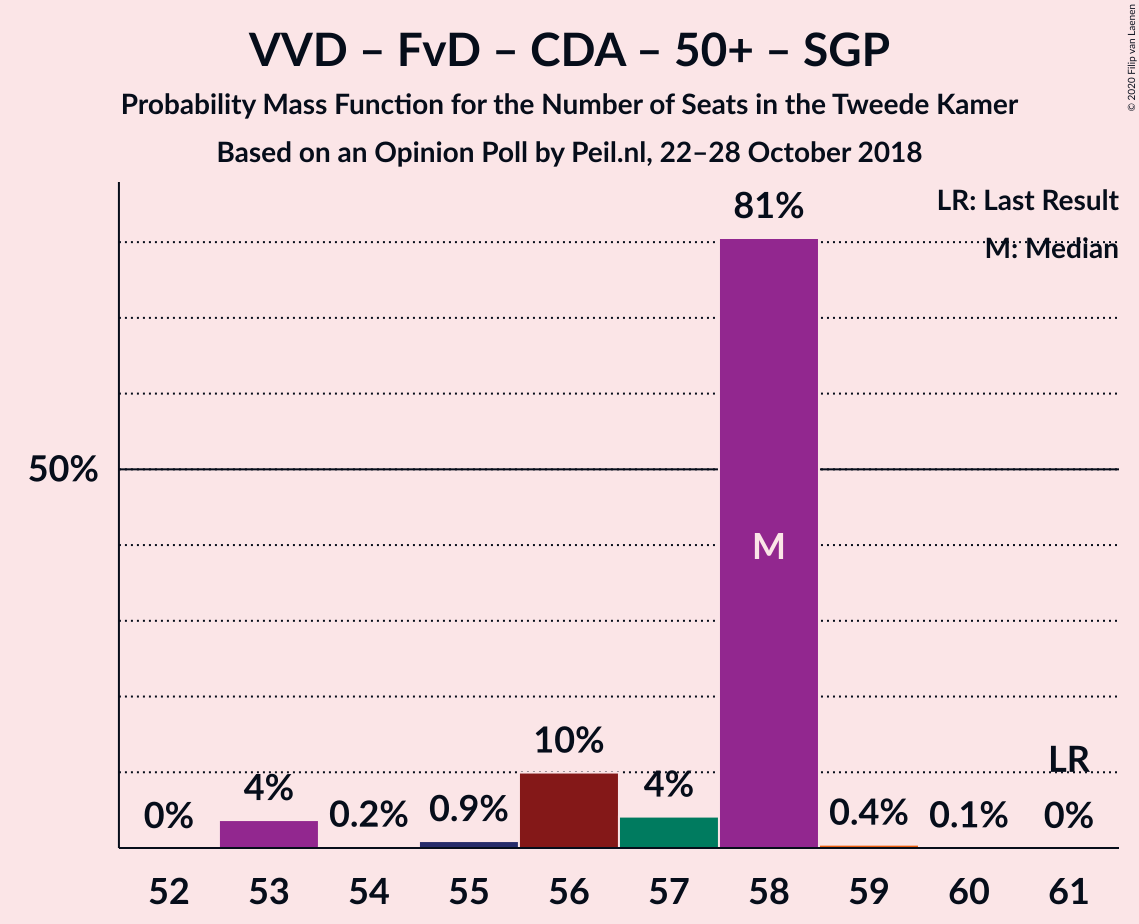 VVD – FvD – CDA – 50+ – SGP
Probability Mass Function for the Number of Seats in the Tweede Kamer
Based on an Opinion Poll by Peil.nl, 22–28 October 2018
© 2020 Filip van Laenen
LR: Last Result
M: Median
81%
50%
M
10%
LR
0%
4%
0.2%
0.9%
4%
0.4%
0.1%
0%
52 53 54 55 56 57 58 59 60 61